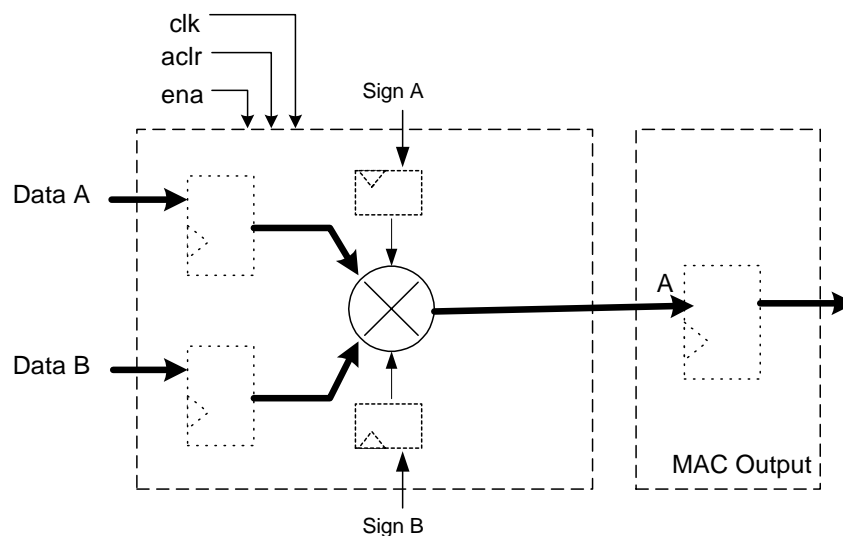 clk
aclr
ena
Sign A
Data A
A
Data B
MAC Output
Sign B